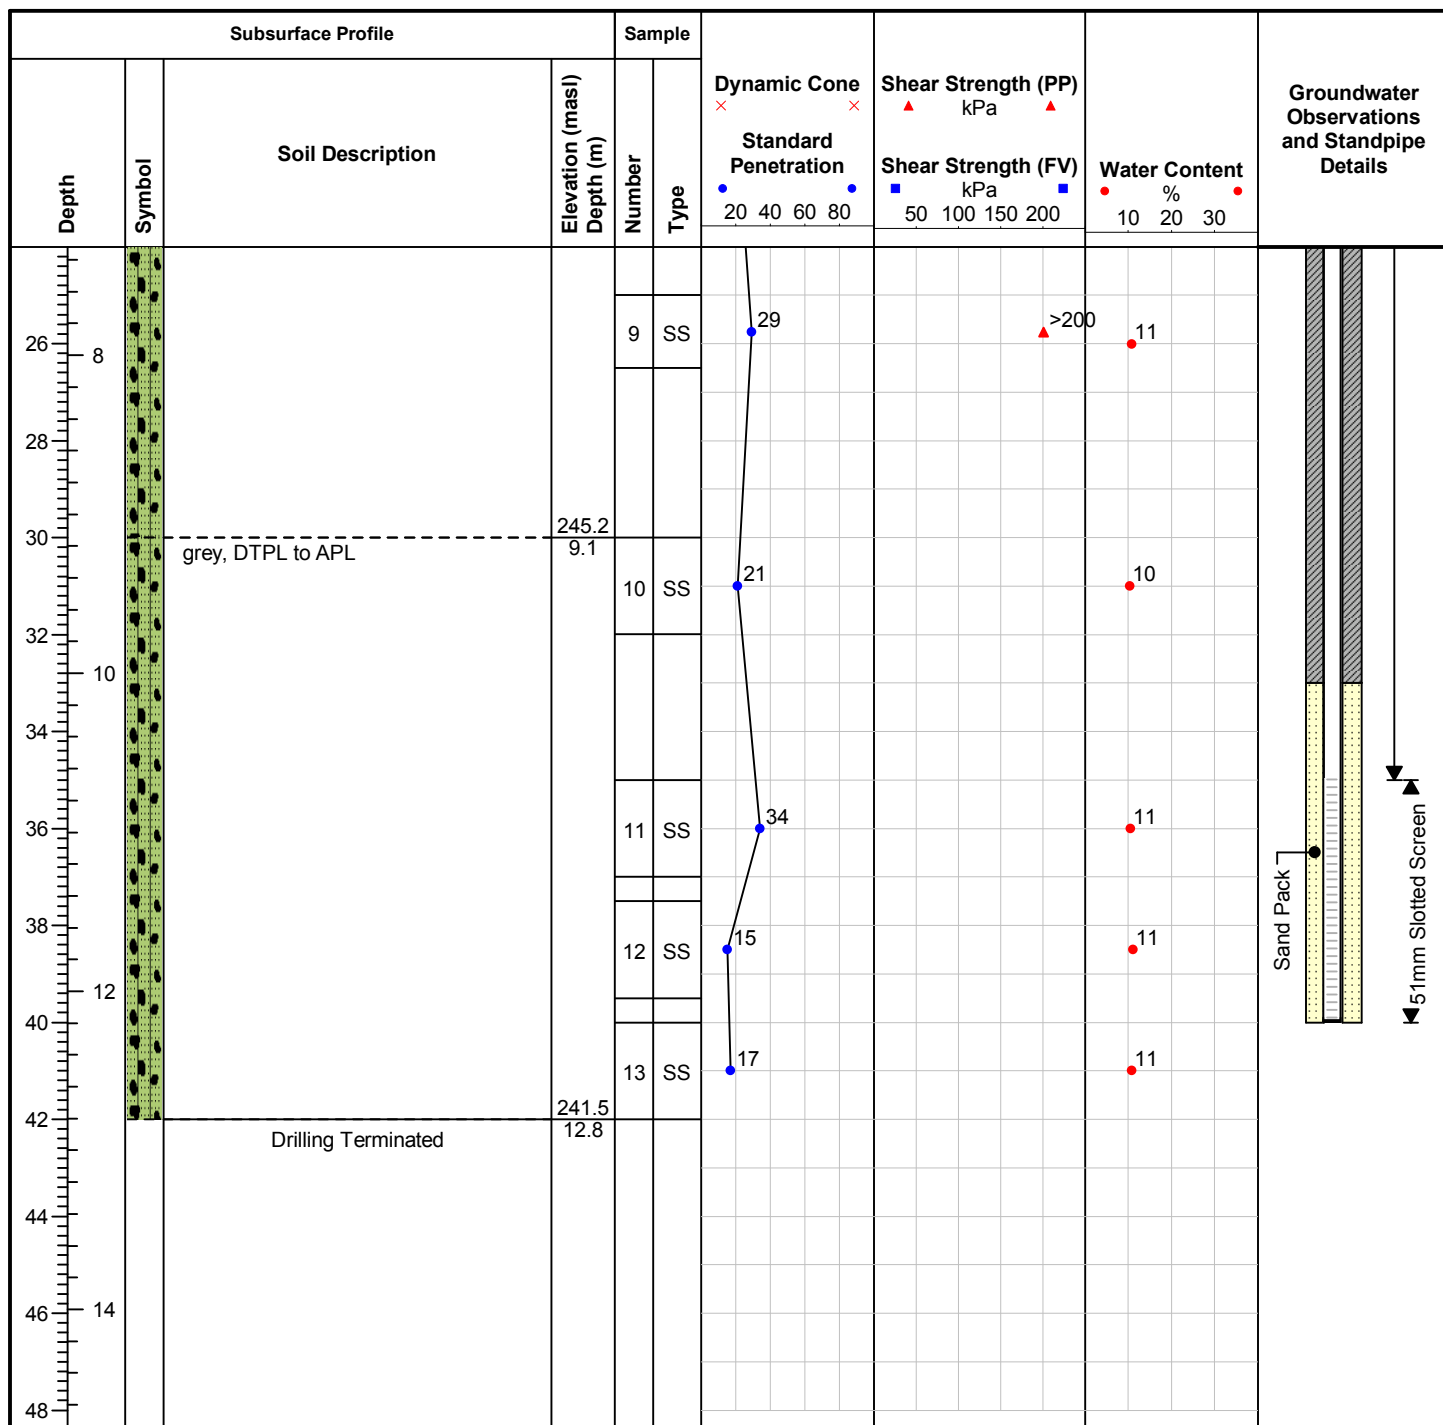 Subsurface Profile
Sample
Depth
Symbol
Soil Description
Elevation (masl)
Depth (m)
Number
Type
Dynamic Cone
Standard
Penetration
20 40 60 80
Shear Strength (PP)
kPa
Shear Strength (FV)
kPa
50 100 150 200
Water Content
%
10 20 30
Groundwater
Observations
and Standpipe
Details
9 SS 29 >200 11
26 8
28
30 245.2
grey, DTPL to APL 9.1
10 SS 21 10
32
10
34
36 11 SS 34 11
38
12 SS 15 11
12
40
13 SS 17 11
42 241.5
Drilling Terminated 12.8
44
46 14
48
Sand Pack
51mm Slotted Screen